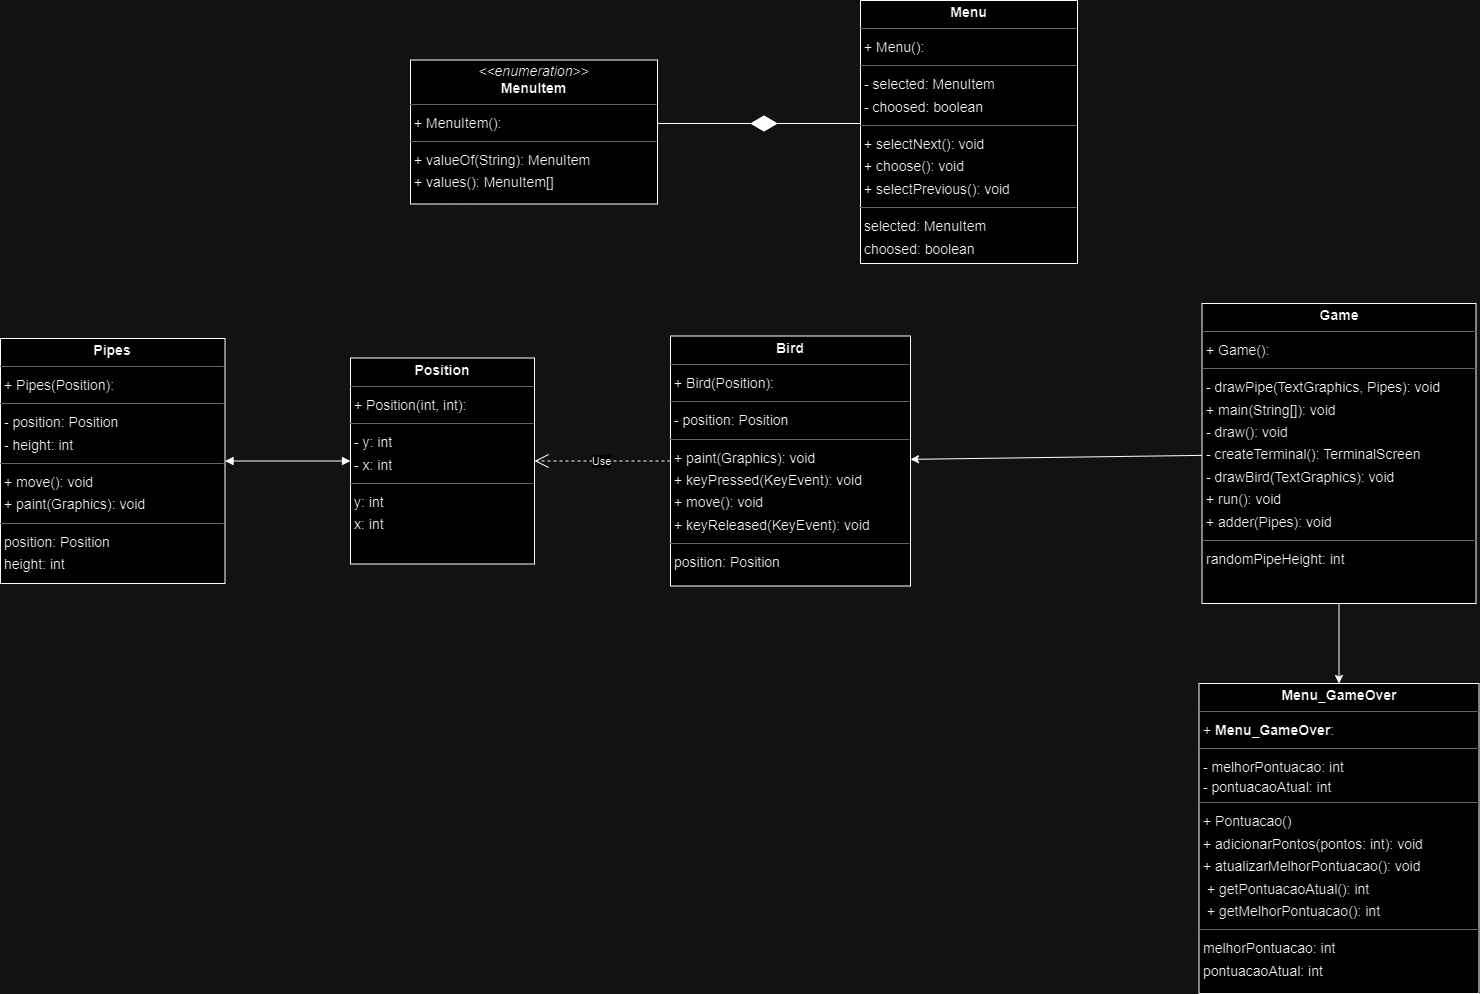 Menu
+ Menu():
- selected: MenuItem
- choosed: boolean
+ selectNext(): void
+ choose(): void
+ selectPrevious(): void
selected: MenuItem
choosed: boolean
<<enumeration>>
MenuItem
+ MenuItem():
+ valueOf(String): MenuItem
+ values(): MenuItem[]
Pipes
+ Pipes(Position):
- position: Position
- height: int
+ move(): void
+ paint(Graphics): void
position: Position
height: int
Position
+ Position(int, int):
- y: int
- x: int
y: int
x: int
Use
Bird
+ Bird(Position):
- position: Position
+ paint(Graphics): void
+ keyPressed(KeyEvent): void
+ move(): void
+ keyReleased(KeyEvent): void
position: Position
Game
+ Game():
- drawPipe(TextGraphics, Pipes): void
+ main(String[]): void
- draw(): void
- createTerminal(): TerminalScreen
- drawBird(TextGraphics): void
+ run(): void
+ adder(Pipes): void
randomPipeHeight: int
Menu_GameOver
+ Menu_GameOver:
- melhorPontuacao: int
- pontuacaoAtual: int
+ Pontuacao()
+ adicionarPontos(pontos: int): void
+ atualizarMelhorPontuacao(): void
+ getPontuacaoAtual(): int
+ getMelhorPontuacao(): int
melhorPontuacao: int
pontuacaoAtual: int